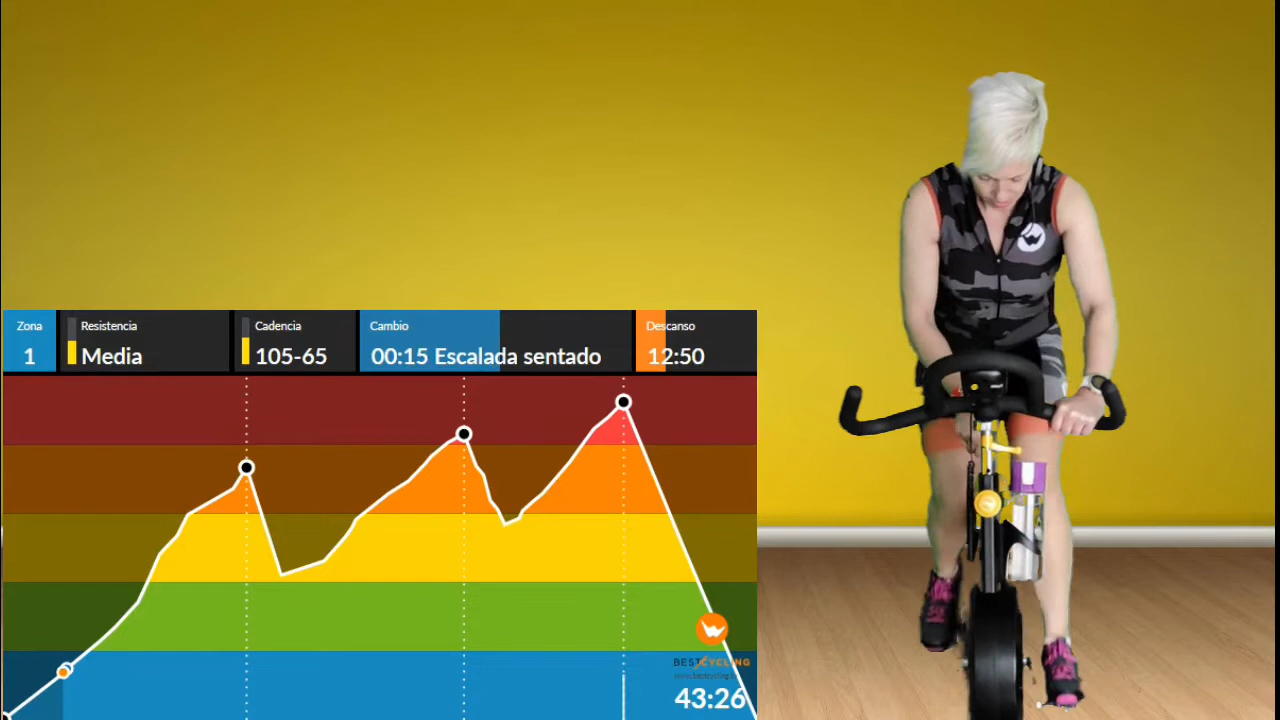 Zona
1
Resistencia
Media
Cadencia
105-65
Cambio
00:15 Escalada sentado
Descanso
12:50
BESTCYCLING
43:26